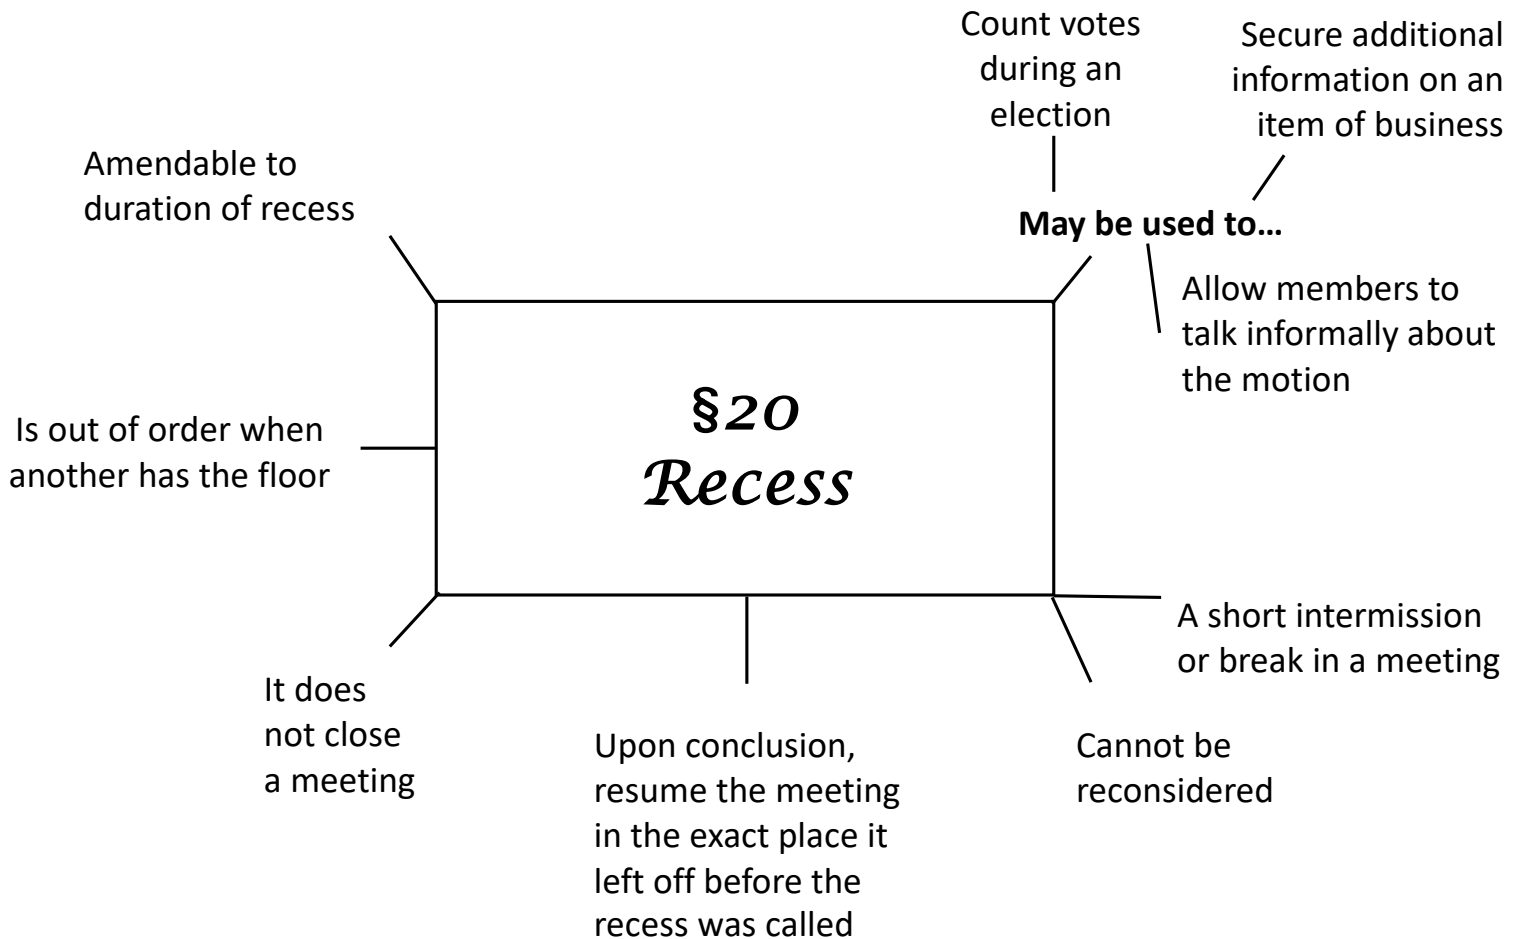 Count votes
during an
election
Secure additional
information on an
item of business
May be used to…
Allow members to
talk informally about
the motion
Amendable to
duration of recess
§20
Recess
Is out of order when
another has the floor
It does
not close
a meeting
Upon conclusion,
resume the meeting
in the exact place it
left off before the
recess was called
Cannot be
reconsidered
A short intermission
or break in a meeting